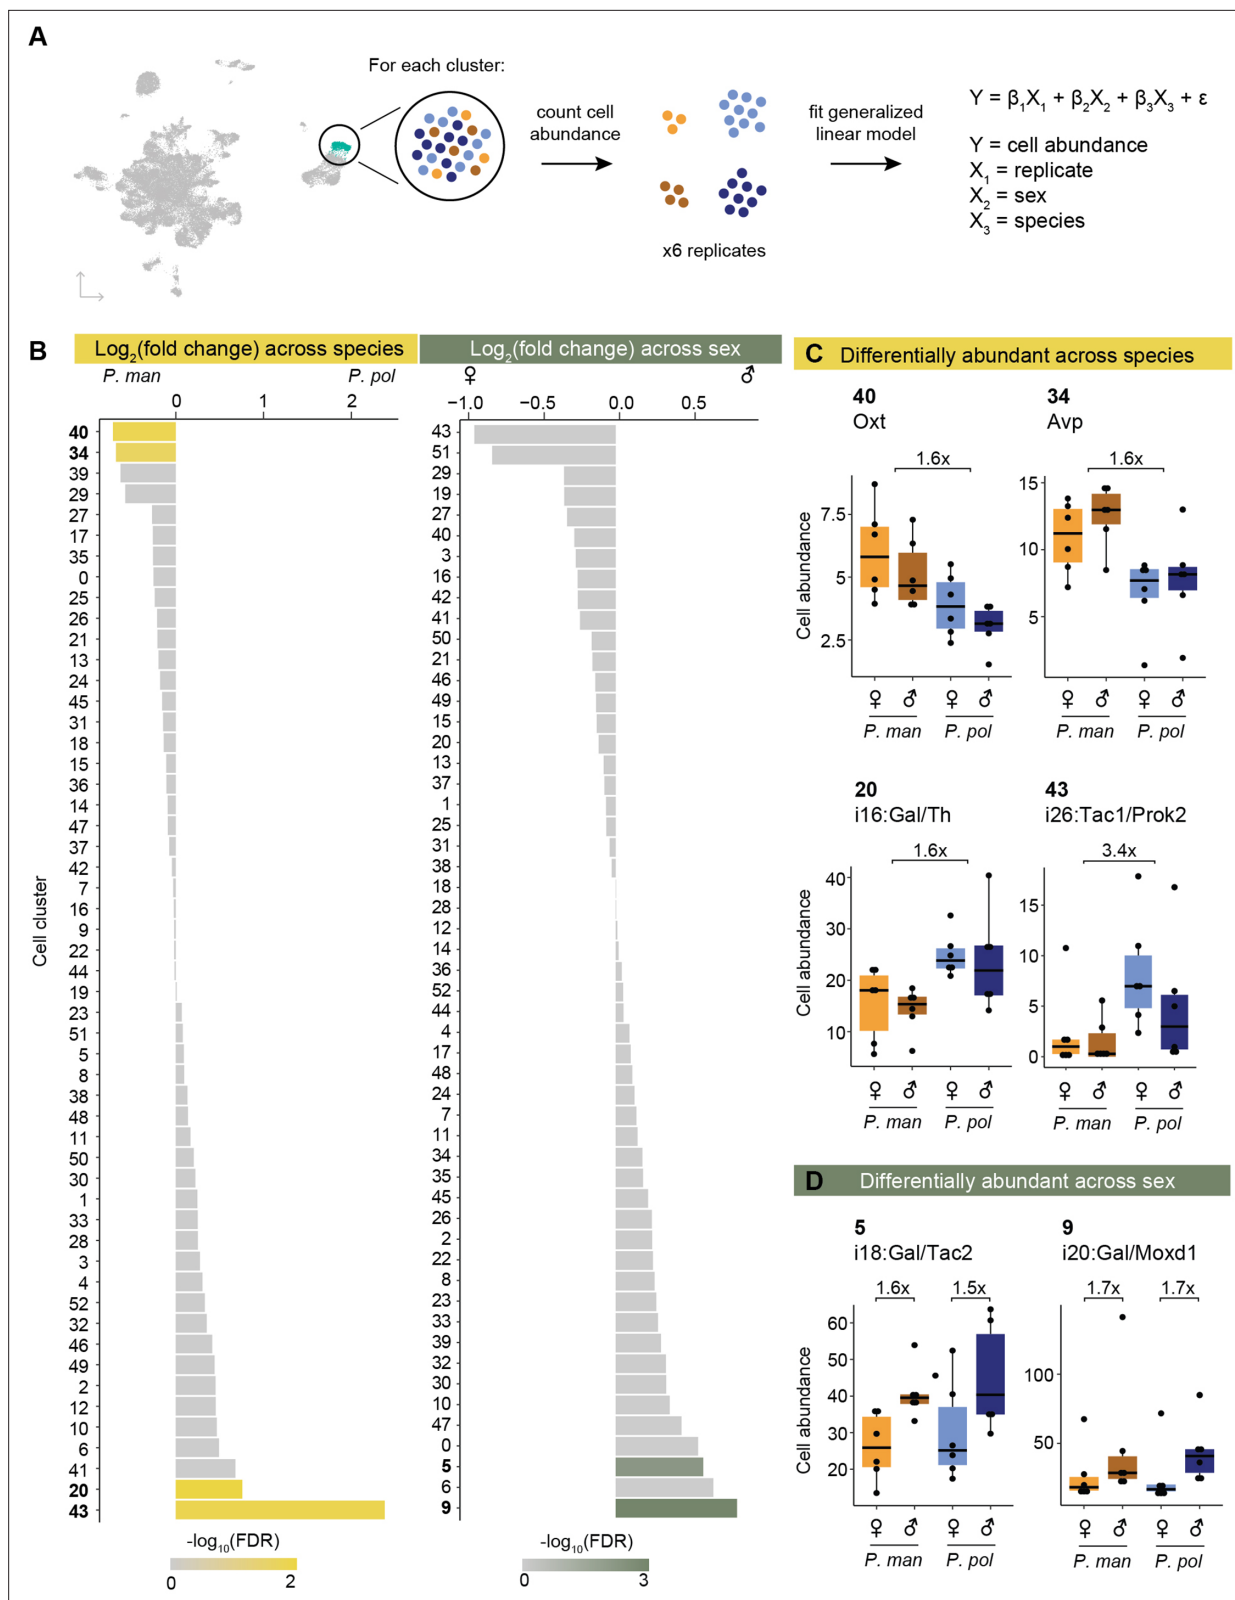 A
For each cluster:
count cell
abundance
x6 replicates
fit generalized
linear model
Y = β₁X₁ + β₂X₂ + β₃X₃ + ε
Y = cell abundance
X₁ = replicate
X₂ = sex
X₃ = species
B
Log₂(fold change) across species
P. man
P. pol
0
1
2
Cell cluster
40
34
39
29
27
17
35
0
25
26
21
13
24
45
31
18
15
36
14
47
37
42
7
16
9
22
44
19
23
51
5
8
38
48
11
50
30
1
33
28
3
4
52
32
46
49
2
12
10
6
41
20
43
-log₁₀(FDR)
0
2
Log₂(fold change) across sex
♀
♂
−1.0
−0.5
0.0
0.5
43
51
29
19
27
40
3
16
42
41
50
21
46
49
15
20
13
37
1
25
31
38
18
28
12
14
36
52
44
4
17
48
24
7
11
34
35
45
26
2
22
8
23
33
39
32
30
10
47
0
5
6
9
-log₁₀(FDR)
0
3
C
Differentially abundant across species
40
Oxt
1.6x
Cell abundance
7.5
5
2.5
♀ ♂ ♀ ♂
P. man P. pol
34
Avp
1.6x
15
10
5
♀ ♂ ♀ ♂
P. man P. pol
20
i16:Gal/Th
1.6x
Cell abundance
40
30
20
10
♀ ♂ ♀ ♂
P. man P. pol
43
i26:Tac1/Prok2
3.4x
15
10
5
0
♀ ♂ ♀ ♂
P. man P. pol
D
Differentially abundant across sex
5
i18:Gal/Tac2
1.6x 1.5x
Cell abundance
60
50
40
30
20
♀ ♂ ♀ ♂
P. man P. pol
9
i20:Gal/Moxd1
1.7x 1.7x
100
50
♀ ♂ ♀ ♂
P. man P. pol